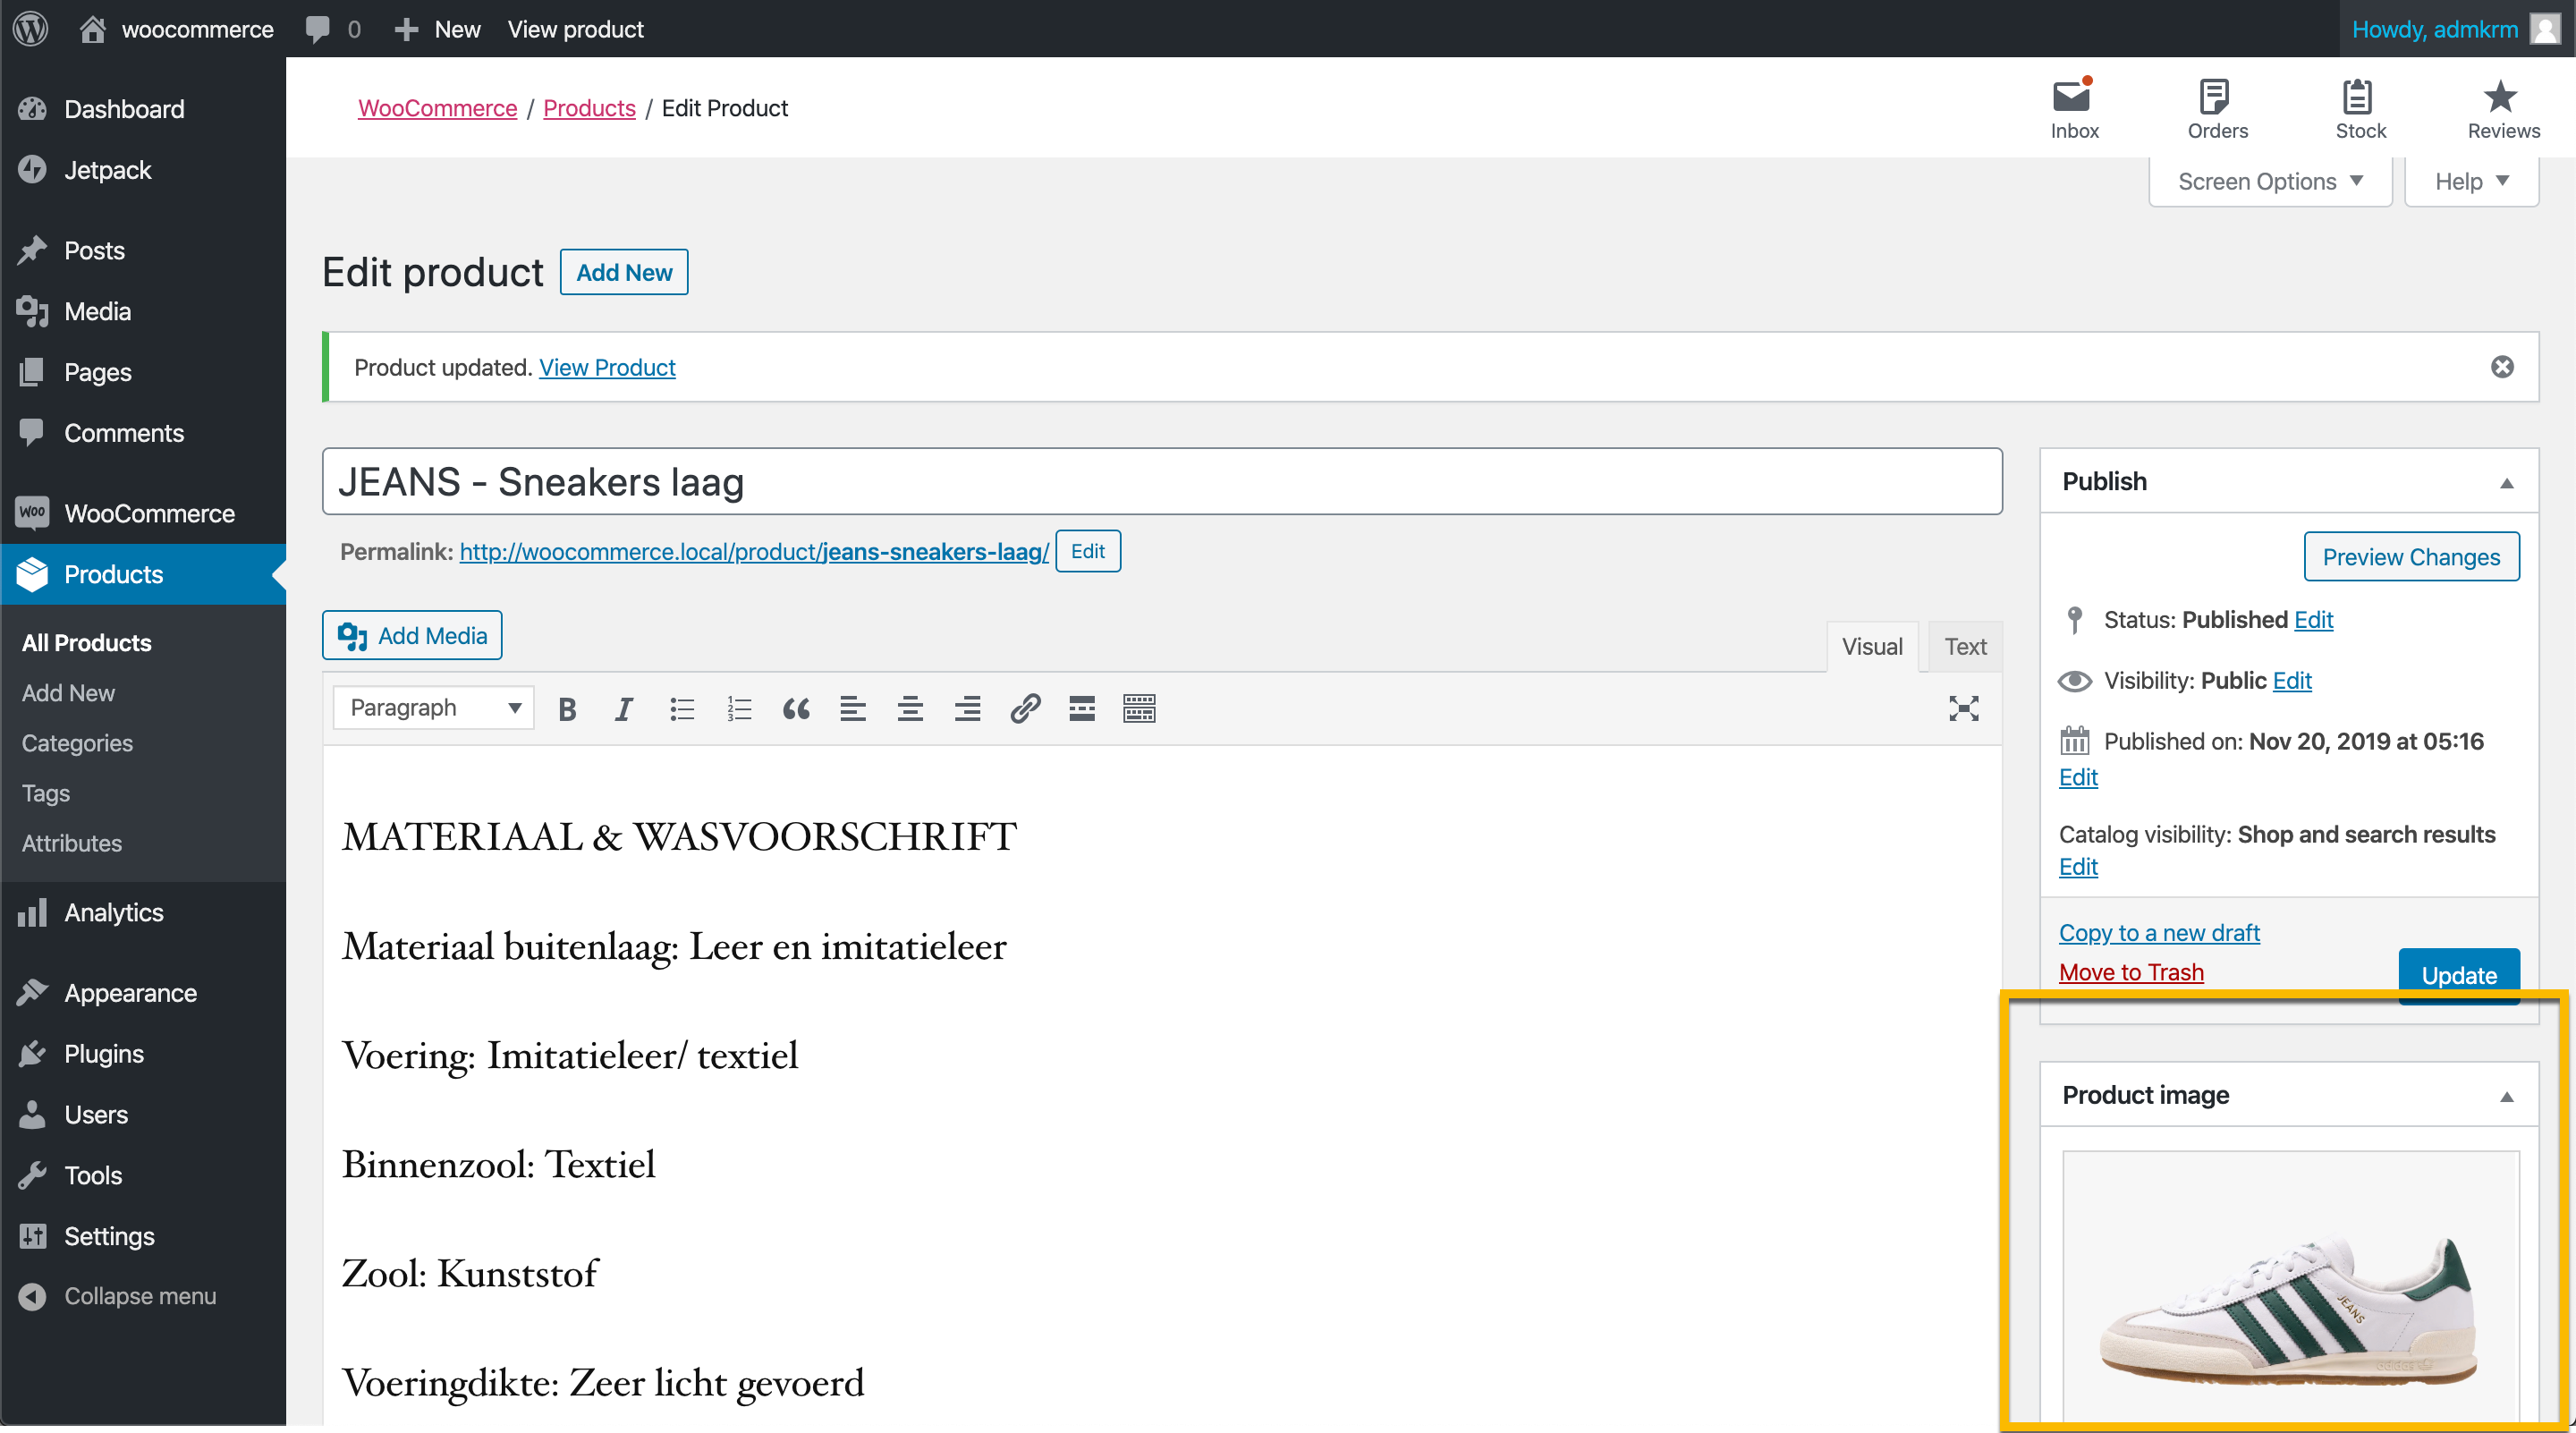 woocommerce 0 New View product Howdy, admkrm
Dashboard
Jetpack
Posts
Media
Pages
Comments
WOO WooCommerce
Products
All Products
Add New
Categories
Tags
Attributes
Analytics
Appearance
Plugins
Users
Tools
Settings
Collapse menu
WooCommerce / Products / Edit Product
Inbox Orders Stock Reviews
Screen Options Help
Edit product Add New
Product updated. View Product
JEANS - Sneakers laag
Permalink: http://woocommerce.local/product/jeans-sneakers-laag/ Edit
Add Media
Visual Text
Paragraph B I
MATERIAAL & WASVOORSCHRIFT
Materiaal buitenlaag: Leer en imitatieleer
Voering: Imitatieleer/ textiel
Binnenzool: Textiel
Zool: Kunststof
Voeringdikte: Zeer licht gevoerd
Publish
Preview Changes
Status: Published Edit
Visibility: Public Edit
Published on: Nov 20, 2019 at 05:16
Edit
Catalog visibility: Shop and search results
Edit
Copy to a new draft
Move to Trash
Update
Product image
JEANS
adidas